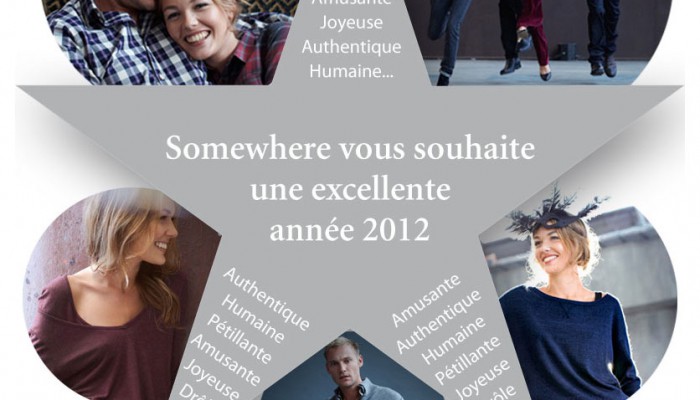 Amusante
Joyeuse
Authentique
Humaine...
Somewhere vous souhaite
une excellente
année 2012
Authentique
Humaine
Pétillante
Amusante
Joyeuse
Amusante
Authentique
Humaine
Pétillante
Joyeuse